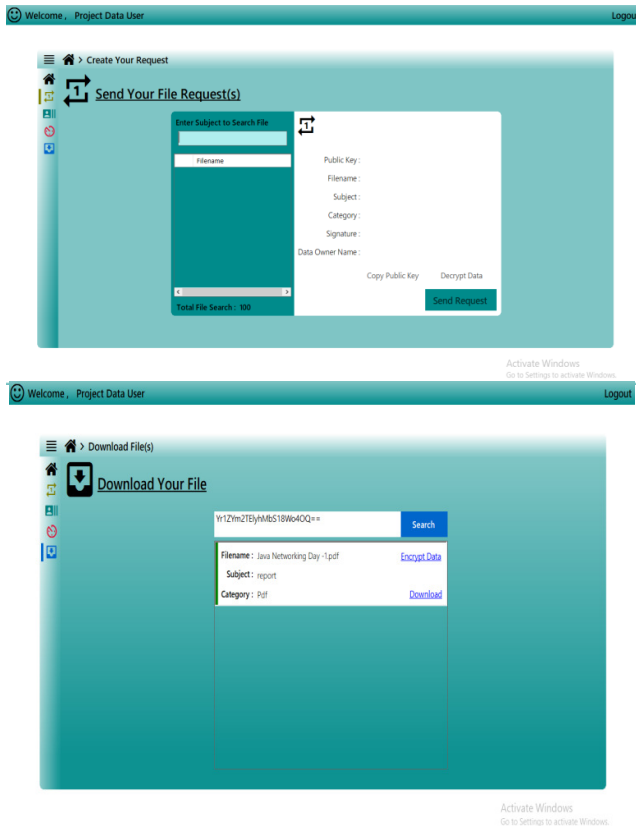 Welcome, Project Data User
Logou
> Create Your Request
1 Send Your File Request(s)
Enter Subject to Search File
1
Filename
Public Key :
Filename :
Subject :
Category :
Signature :
Data Owner Name :
Copy Public Key Decrypt Data
< >
Total File Search : 100
Send Request
Activate Windows
Go to Settings to activate Windows.
Welcome, Project Data User
Logout
> Download File(s)
Download Your File
Yr1ZYm2TElyhMbS18Wo4OQ==
Search
Filename : Java Networking Day -1.pdf Encrypt Data
Subject : report
Category : Pdf Download
Activate Windows
Go to Settings to activate Windows.